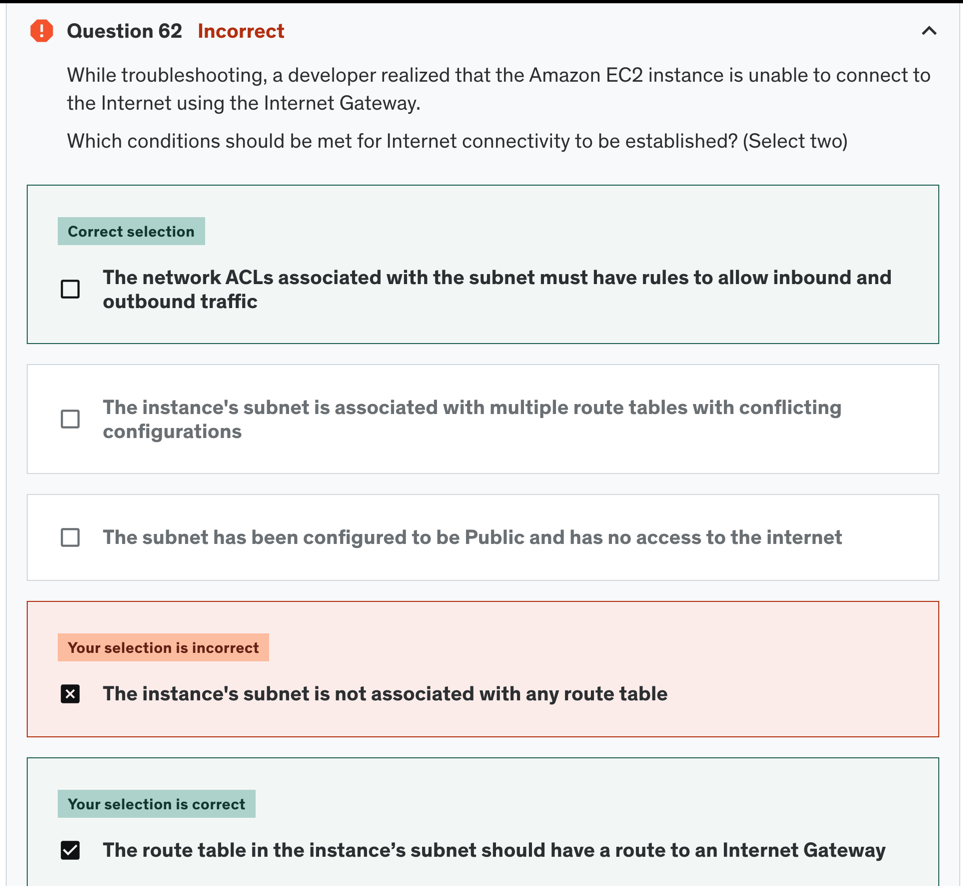 Question 62 Incorrect
While troubleshooting, a developer realized that the Amazon EC2 instance is unable to connect to
the Internet using the Internet Gateway.
Which conditions should be met for Internet connectivity to be established? (Select two)
Correct selection
The network ACLs associated with the subnet must have rules to allow inbound and
outbound traffic
The instance's subnet is associated with multiple route tables with conflicting
configurations
The subnet has been configured to be Public and has no access to the internet
Your selection is incorrect
The instance's subnet is not associated with any route table
Your selection is correct
The route table in the instance’s subnet should have a route to an Internet Gateway